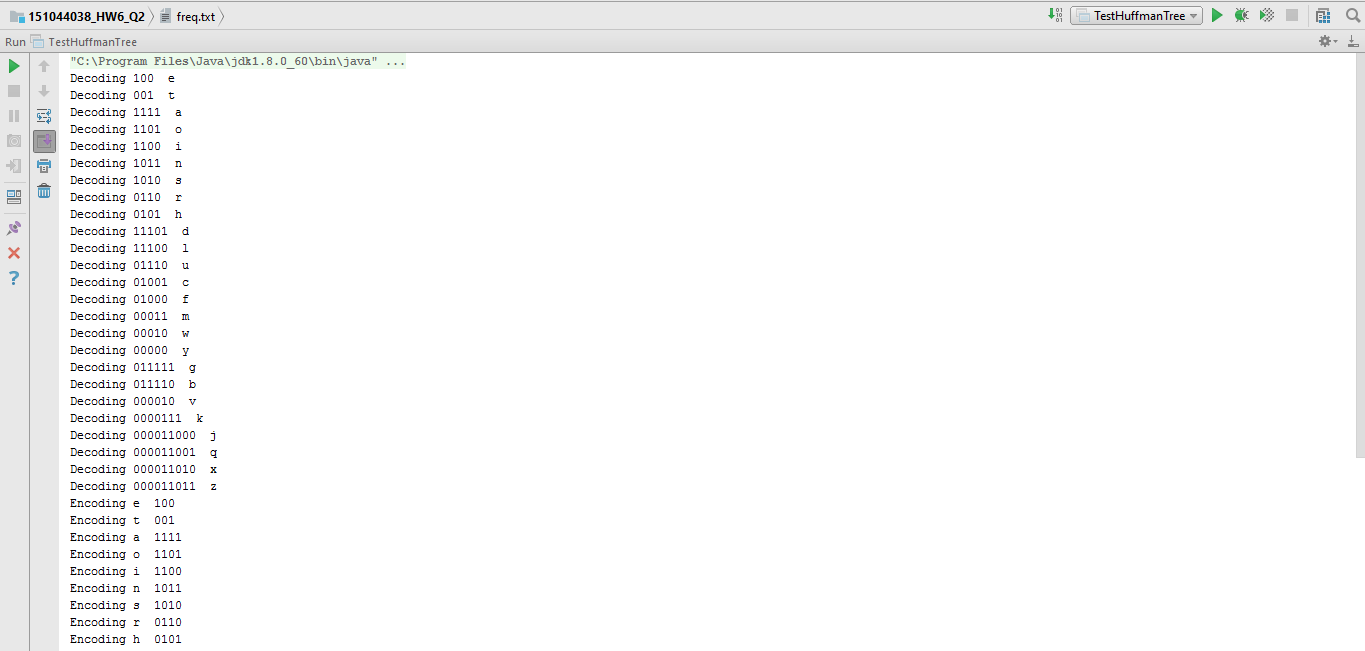 151044038_HW6_Q2 freq.txt TestHuffmanTree
Run TestHuffmanTree
"C:\Program Files\Java\jdk1.8.0_60\bin\java" ...
Decoding 100  e
Decoding 001  t
Decoding 1111  a
Decoding 1101  o
Decoding 1100  i
Decoding 1011  n
Decoding 1010  s
Decoding 0110  r
Decoding 0101  h
Decoding 11101  d
Decoding 11100  l
Decoding 01110  u
Decoding 01001  c
Decoding 01000  f
Decoding 00011  m
Decoding 00010  w
Decoding 00000  y
Decoding 011111  g
Decoding 011110  b
Decoding 000010  v
Decoding 0000111  k
Decoding 000011000  j
Decoding 000011001  q
Decoding 000011010  x
Decoding 000011011  z
Encoding e  100
Encoding t  001
Encoding a  1111
Encoding o  1101
Encoding i  1100
Encoding n  1011
Encoding s  1010
Encoding r  0110
Encoding h  0101